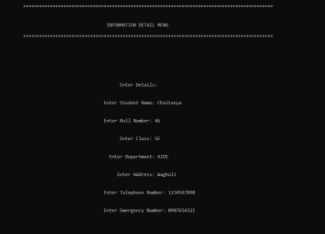 ********************************************************************************
INFORMATION DETAIL MENU
********************************************************************************
Enter Details:
Enter Student Name: Chaitanya
Enter Roll Number: 46
Enter Class: SE
Enter Department: AIDS
Enter Address: Wagholi
Enter Telephone Number: 1234567890
Enter Emergency Number: 0987654321